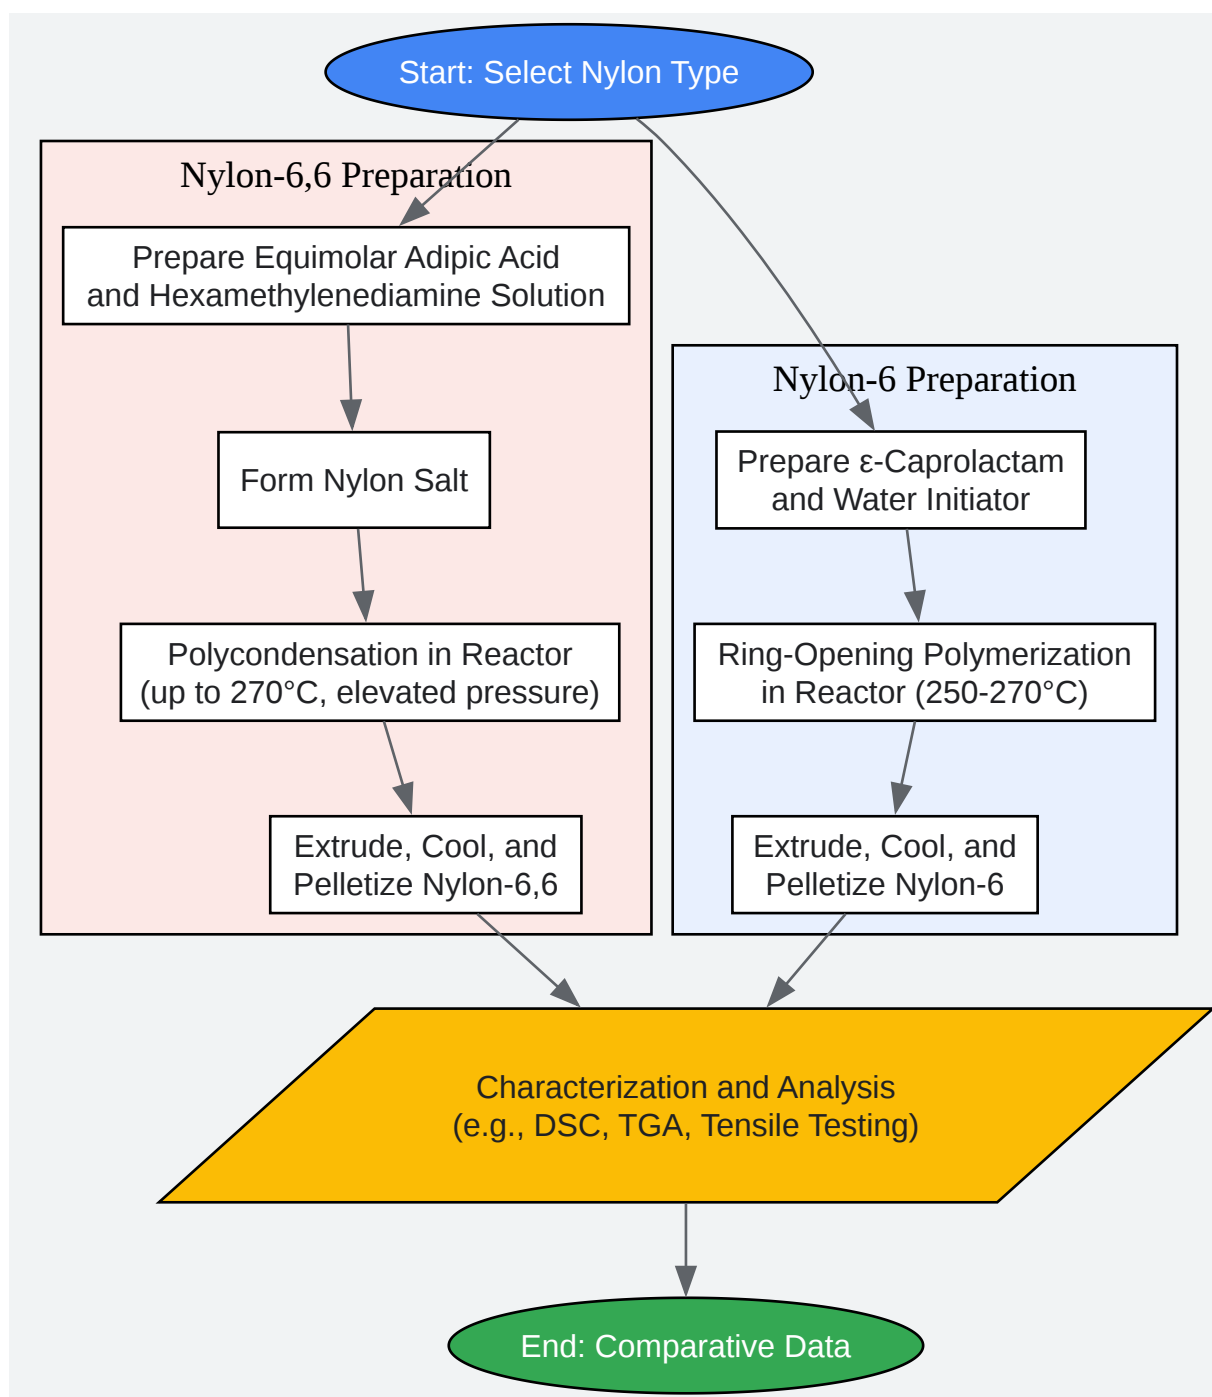 Start: Select Nylon Type
Nylon-6,6 Preparation
Prepare Equimolar Adipic Acid
and Hexamethylenediamine Solution
Form Nylon Salt
Polycondensation in Reactor
(up to 270°C, elevated pressure)
Extrude, Cool, and
Pelletize Nylon-6,6
Nylon-6 Preparation
Prepare ε-Caprolactam
and Water Initiator
Ring-Opening Polymerization
in Reactor (250-270°C)
Extrude, Cool, and
Pelletize Nylon-6
Characterization and Analysis
(e.g., DSC, TGA, Tensile Testing)
End: Comparative Data